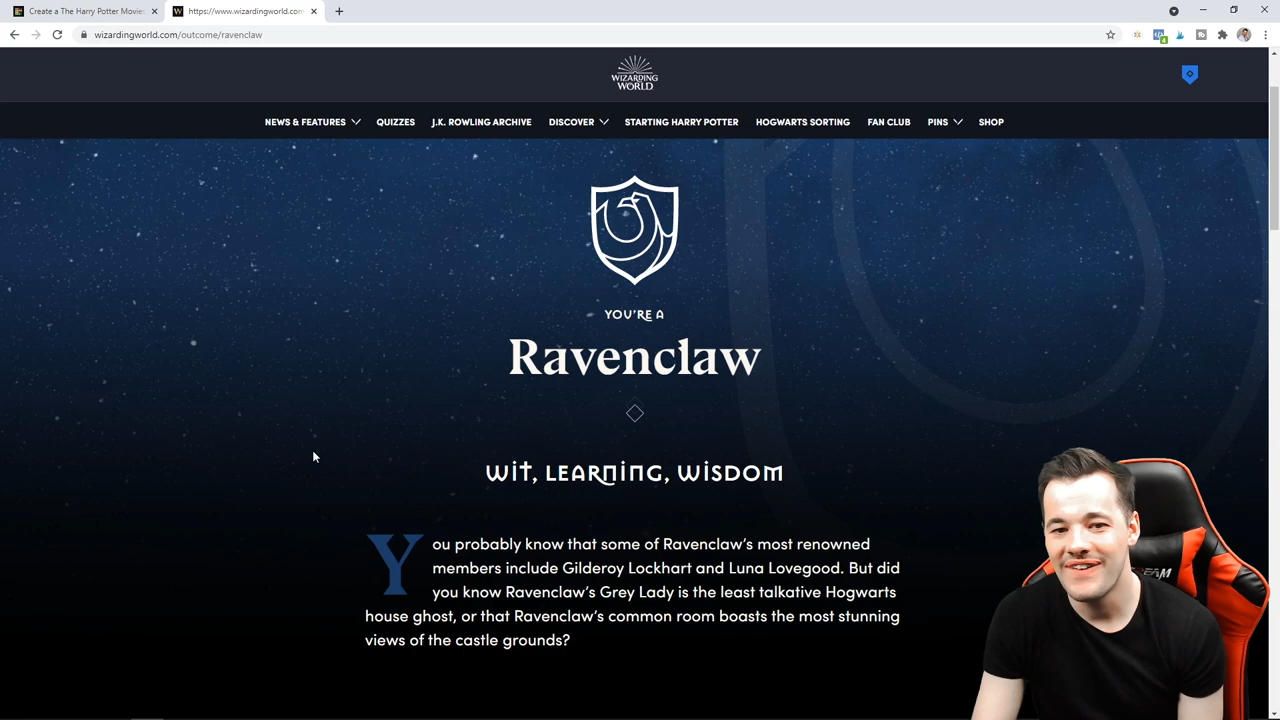 Create a The Harry Potter Movies
https://www.wizardingworld.com
wizardingworld.com/outcome/ravenclaw
4
WIZARDING
WORLD
NEWS & FEATURES
QUIZZES
J.K. ROWLING ARCHIVE
DISCOVER
STARTING HARRY POTTER
HOGWARTS SORTING
FAN CLUB
PINS
SHOP
YOU'RE A
Ravenclaw
WIT, LEARNING, WISDOM
You probably know that some of Ravenclaw's most renowned
members include Gilderoy Lockhart and Luna Lovegood. But did
you know Ravenclaw's Grey Lady is the least talkative Hogwarts
house ghost, or that Ravenclaw's common room boasts the most stunning
views of the castle grounds?